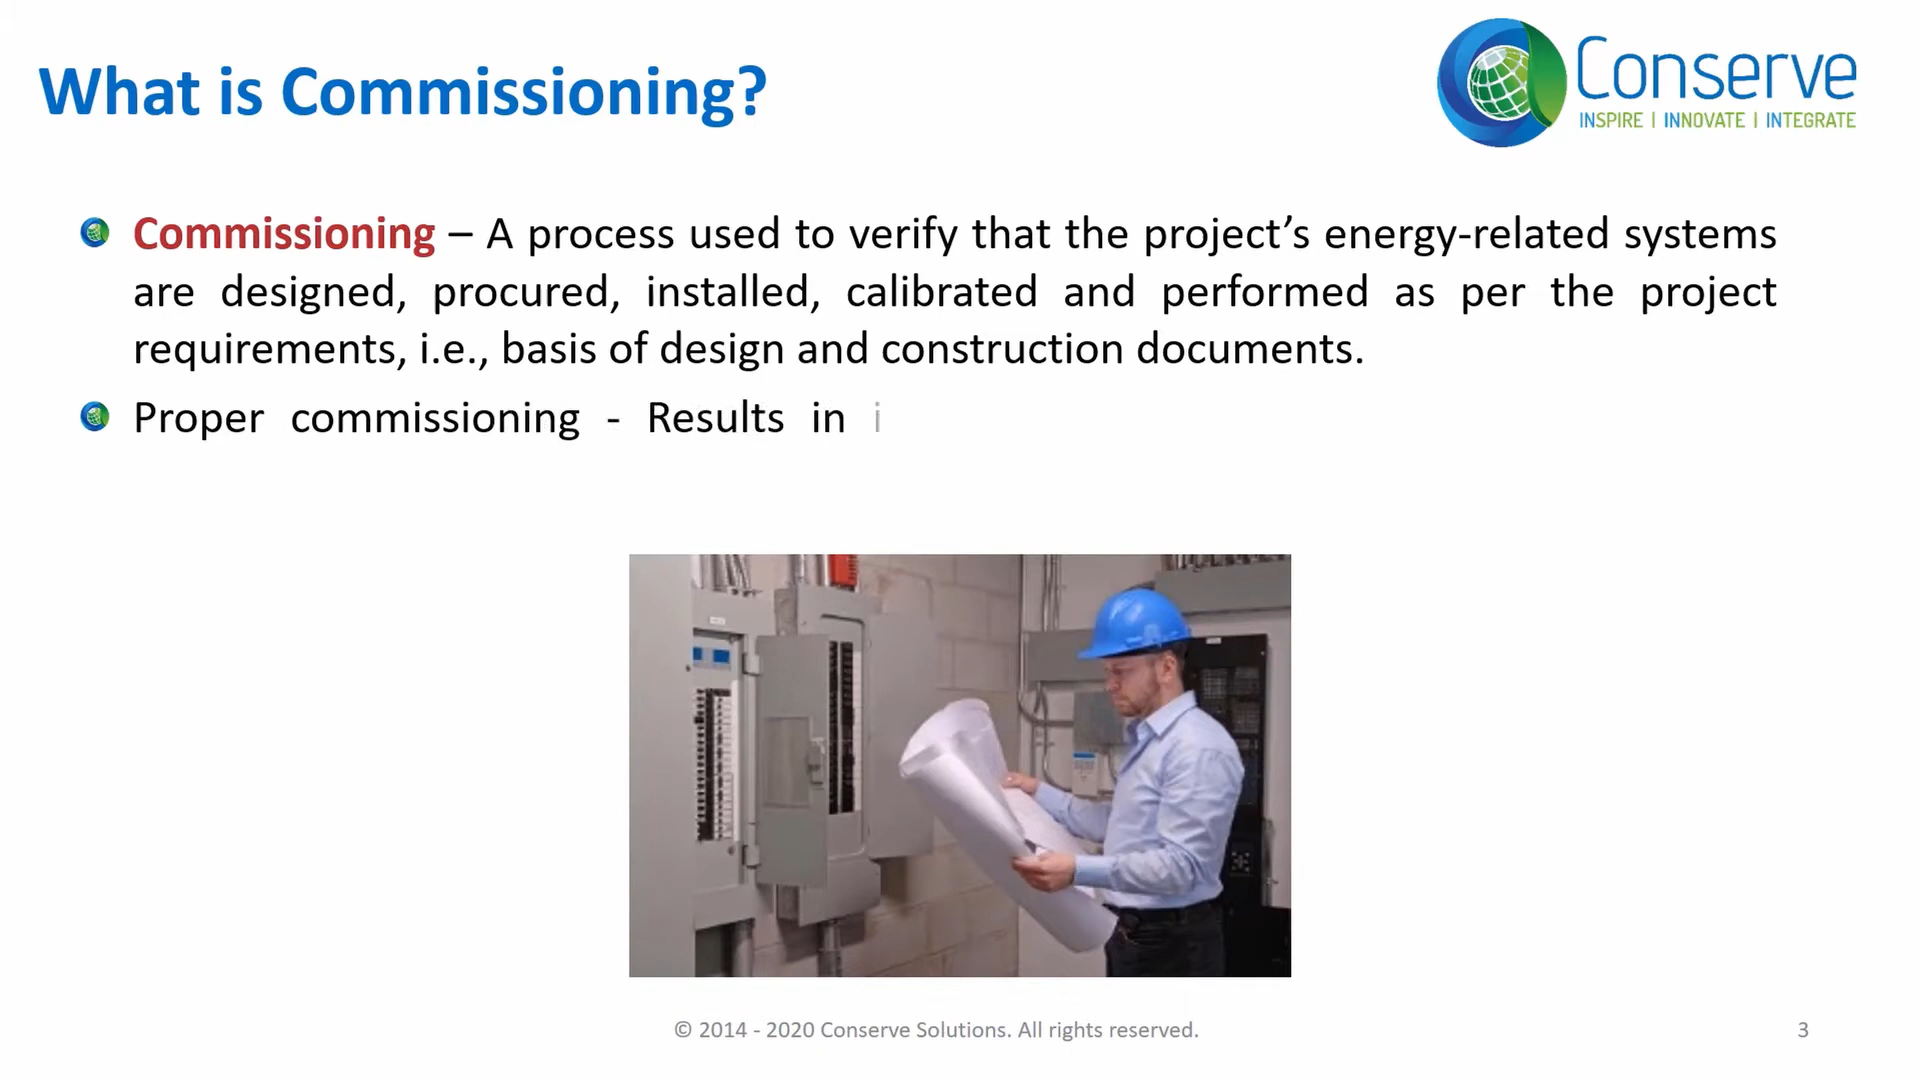 What is Commissioning?
Conserve
INSPIRE | INNOVATE | INTEGRATE
Commissioning – A process used to verify that the project’s energy-related systems
are designed, procured, installed, calibrated and performed as per the project
requirements, i.e., basis of design and construction documents.
Proper commissioning - Results in i
© 2014 - 2020 Conserve Solutions. All rights reserved.
3